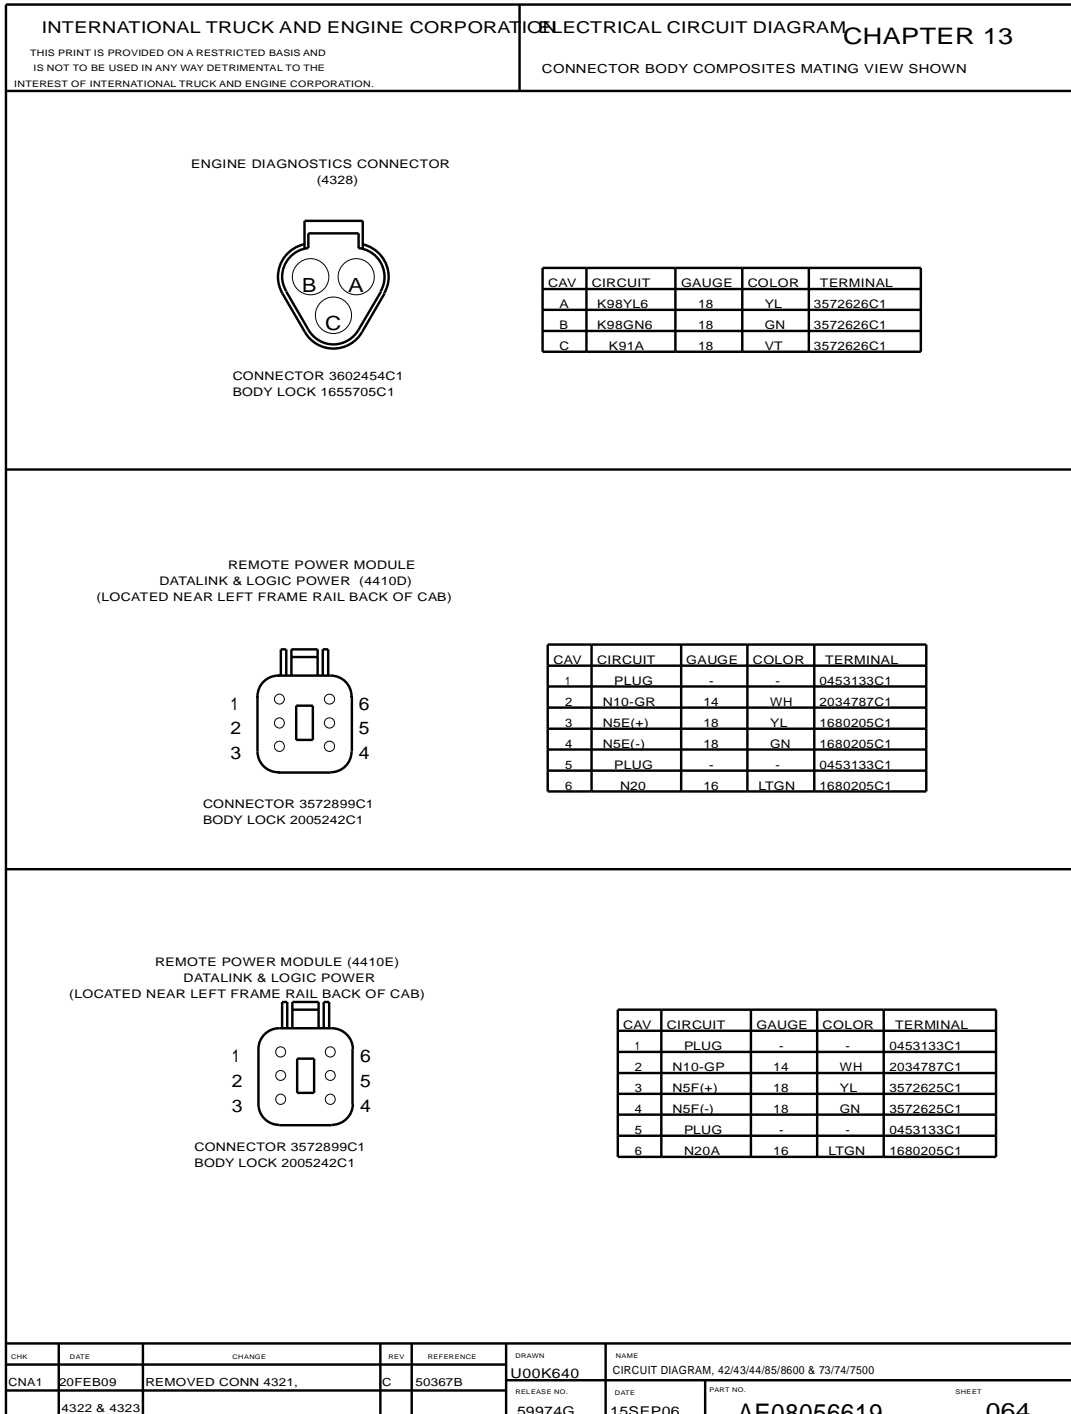 INTERNATIONAL TRUCK AND ENGINE CORPORATION
THIS PRINT IS PROVIDED ON A RESTRICTED BASIS AND
IS NOT TO BE USED IN ANY WAY DETRIMENTAL TO THE
INTEREST OF INTERNATIONAL TRUCK AND ENGINE CORPORATION.
ELECTRICAL CIRCUIT DIAGRAM
CHAPTER 13
CONNECTOR BODY COMPOSITES MATING VIEW SHOWN
ENGINE DIAGNOSTICS CONNECTOR
(4328)
B A
C
CONNECTOR 3602454C1
BODY LOCK 1655705C1
CAV CIRCUIT GAUGE COLOR TERMINAL
A K98YL6 18 YL 3572626C1
B K98GN6 18 GN 3572626C1
C K91A 18 VT 3572626C1
REMOTE POWER MODULE
DATALINK & LOGIC POWER (4410D)
(LOCATED NEAR LEFT FRAME RAIL BACK OF CAB)
1 6
2 5
3 4
CONNECTOR 3572899C1
BODY LOCK 2005242C1
CAV CIRCUIT GAUGE COLOR TERMINAL
1 PLUG - - 0453133C1
2 N10-GR 14 WH 2034787C1
3 N5E(+) 18 YL 1680205C1
4 N5E(-) 18 GN 1680205C1
5 PLUG - - 0453133C1
6 N20 16 LTGN 1680205C1
REMOTE POWER MODULE (4410E)
DATALINK & LOGIC POWER
(LOCATED NEAR LEFT FRAME RAIL BACK OF CAB)
1 6
2 5
3 4
CONNECTOR 3572899C1
BODY LOCK 2005242C1
CAV CIRCUIT GAUGE COLOR TERMINAL
1 PLUG - - 0453133C1
2 N10-GP 14 WH 2034787C1
3 N5F(+) 18 YL 3572625C1
4 N5F(-) 18 GN 3572625C1
5 PLUG - - 0453133C1
6 N20A 16 LTGN 1680205C1
CHK DATE CHANGE REV REFERENCE
CNA1 20FEB09 REMOVED CONN 4321, C 50367B
4322 & 4323
DRAWN
U00K640
NAME
CIRCUIT DIAGRAM, 42/43/44/85/8600 & 73/74/7500
RELEASE NO. DATE PART NO. SHEET
59974G 15SEP06 AE08056619 064